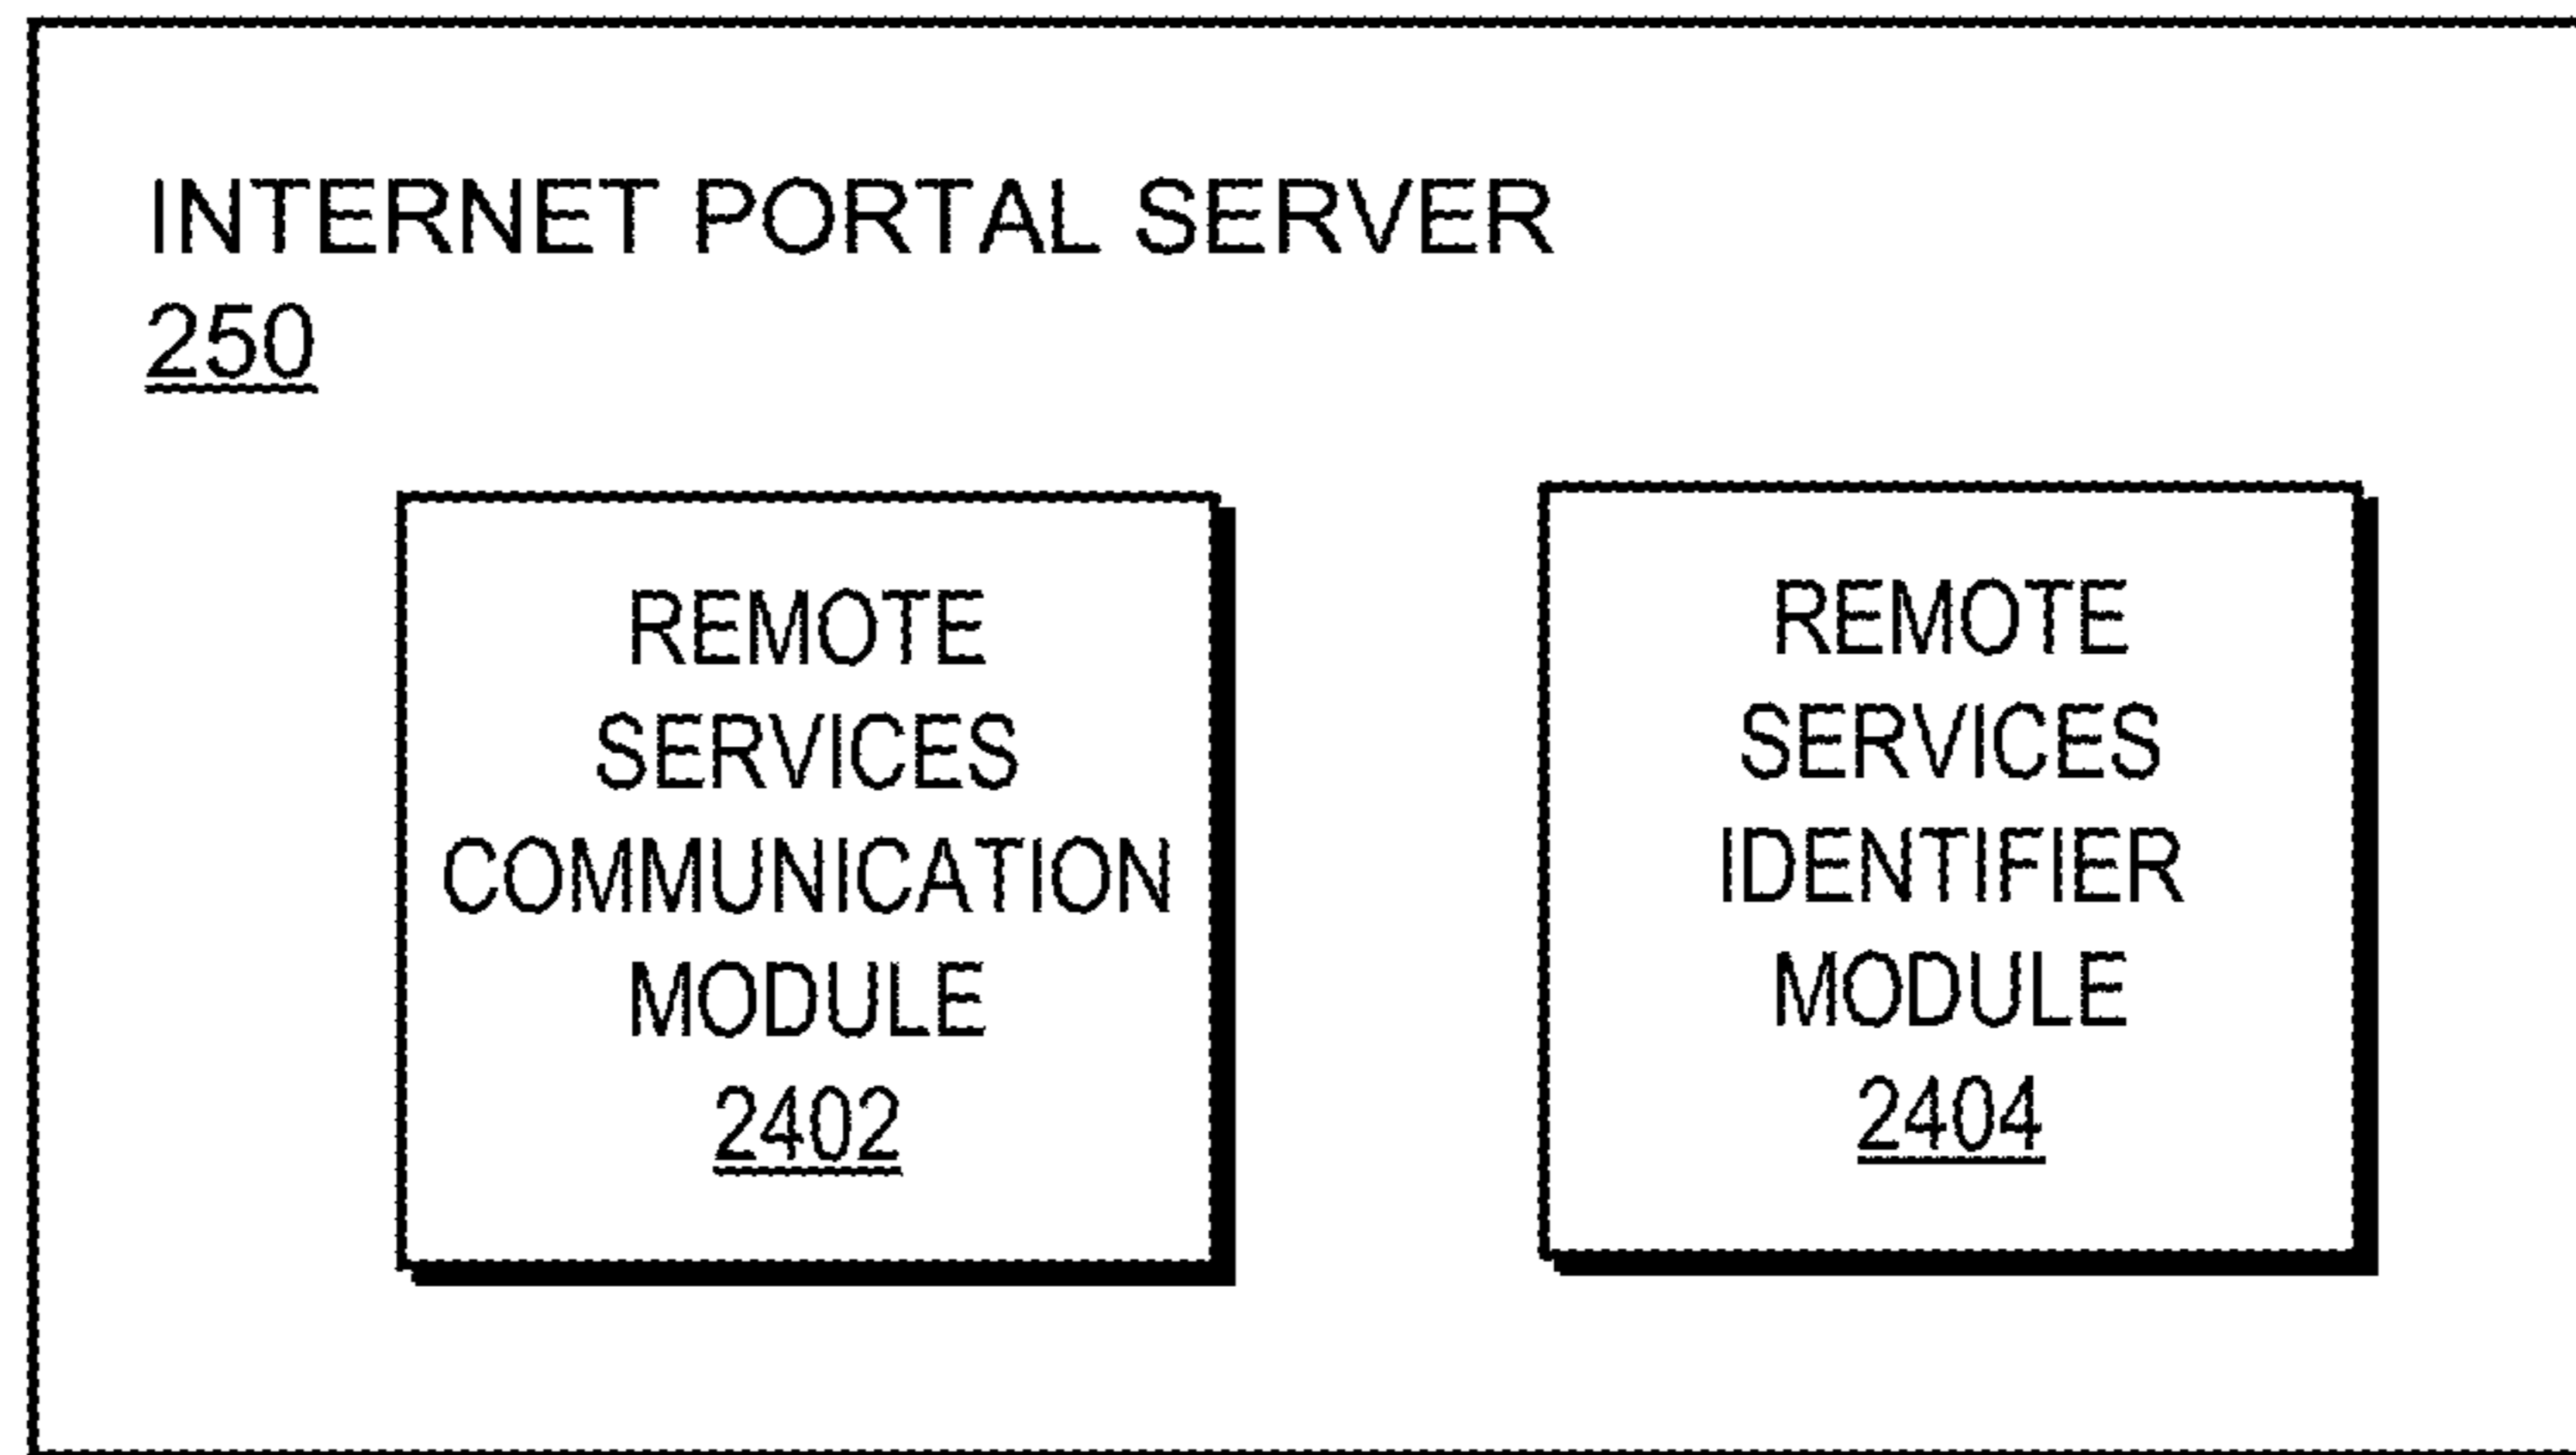 INTERNET PORTAL SERVER
250
REMOTE
SERVICES
COMMUNICATION
MODULE
2402
REMOTE
SERVICES
IDENTIFIER
MODULE
2404